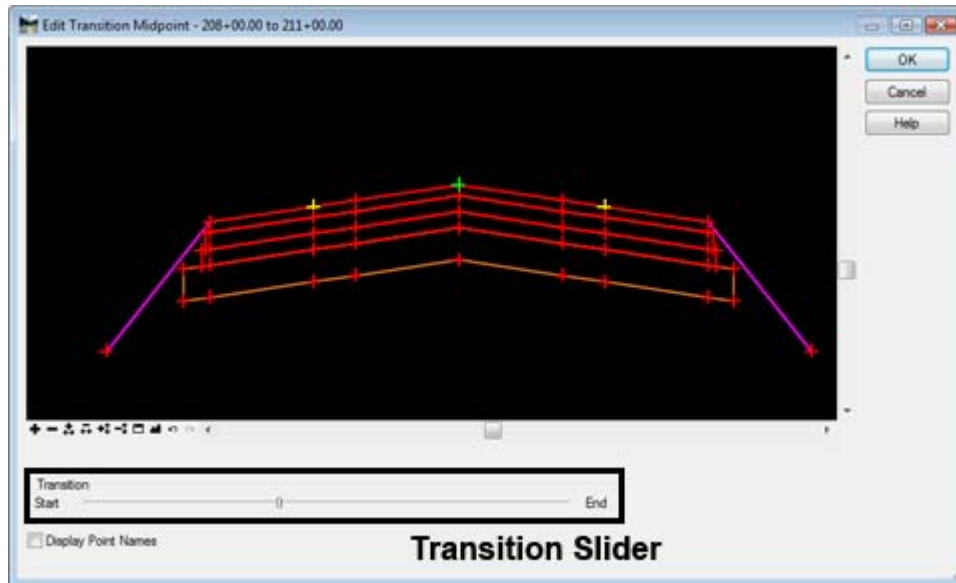 Edit Transition Midpoint - 208+00.00 to 211+00.00
OK
Cancel
Help
Transition
Start End
Display Point Names
Transition Slider